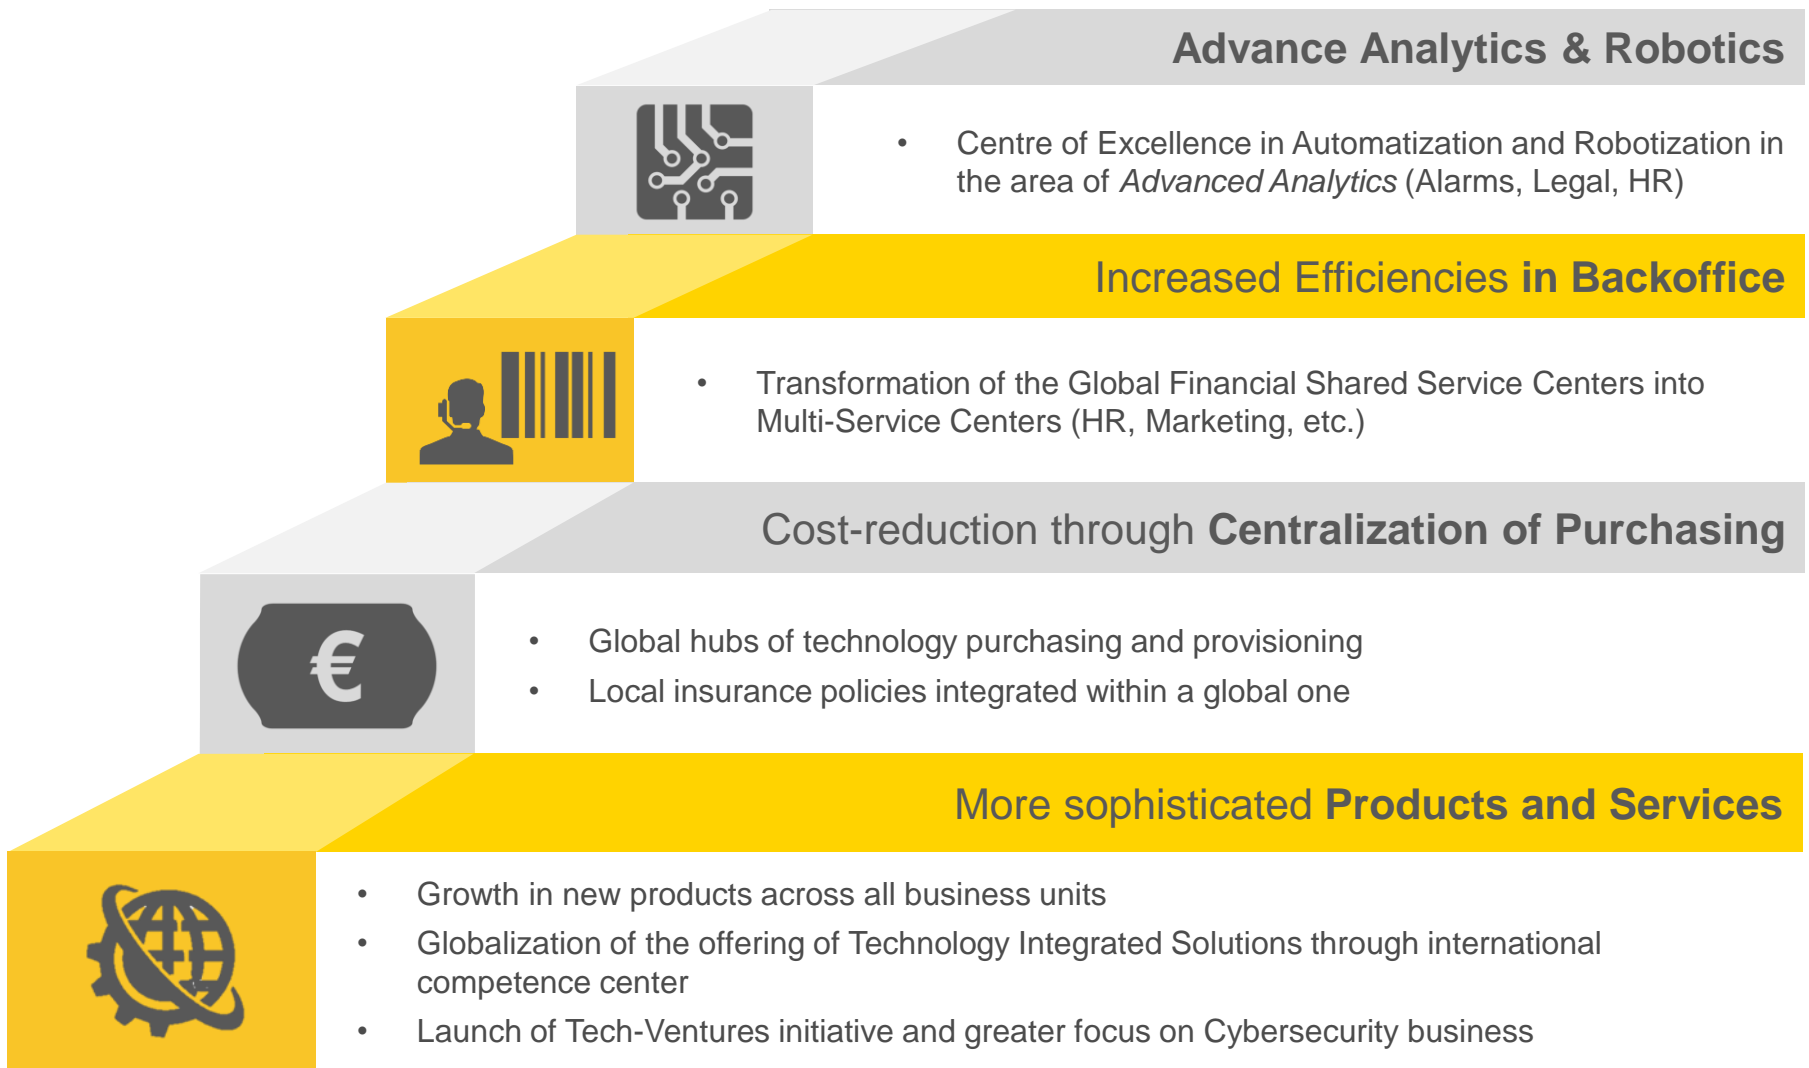 Advance Analytics & Robotics
• Centre of Excellence in Automatization and Robotization in
the area of Advanced Analytics (Alarms, Legal, HR)
Increased Efficiencies in Backoffice
• Transformation of the Global Financial Shared Service Centers into
Multi-Service Centers (HR, Marketing, etc.)
Cost-reduction through Centralization of Purchasing
€
• Global hubs of technology purchasing and provisioning
• Local insurance policies integrated within a global one
More sophisticated Products and Services
• Growth in new products across all business units
• Globalization of the offering of Technology Integrated Solutions through international
competence center
• Launch of Tech-Ventures initiative and greater focus on Cybersecurity business